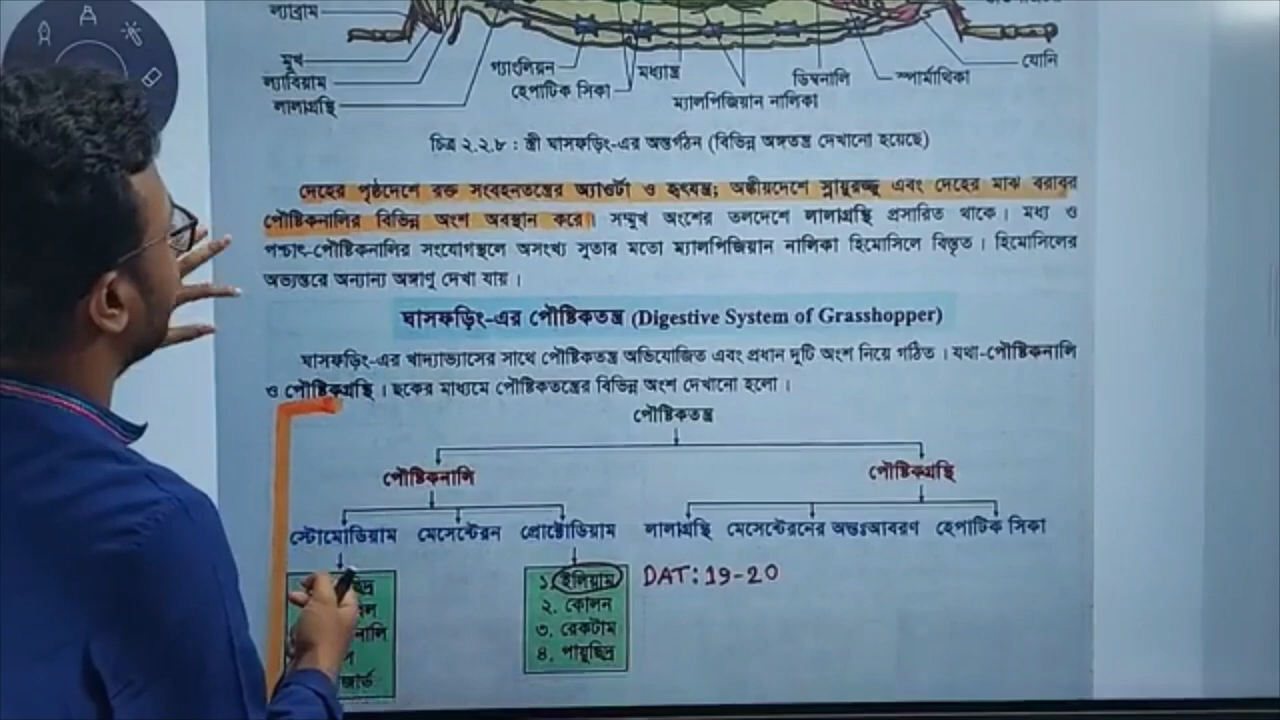 ল্যাব্রাম
মুখ
ল্যাবিয়াম
লালাগ্রন্থি
গ্যাংলিয়ন
হেপাটিক সিকা
মধ্যান্ত্র
ম্যালপিজিয়ান নালিকা
ডিম্বনালি
স্পার্মাথিকা
যোনি
চিত্র ২.২.৮ : স্ত্রী ঘাসফড়িং-এর অন্তর্গঠন (বিভিন্ন অঙ্গতন্ত্র দেখানো হয়েছে)
দেহের পৃষ্ঠদেশে রক্ত সংবহনতন্ত্রের অ্যাওর্টা ও হৃৎযন্ত্র; অঙ্কীয়দেশে স্নায়ুরজ্জু এবং দেহের মাঝ বরাবর
পৌষ্টিকনালির বিভিন্ন অংশ অবস্থান করে। সম্মুখ অংশের তলদেশে লালাগ্রন্থি প্রসারিত থাকে। মধ্য ও
পশ্চাৎ-পৌষ্টিকনালির সংযোগস্থলে অসংখ্য সুতার মতো ম্যালপিজিয়ান নালিকা হিমোসিলে বিস্তৃত। হিমোসিলের
অভ্যন্তরে অন্যান্য অঙ্গাণু দেখা যায়।
ঘাসফড়িং-এর পৌষ্টিকতন্ত্র (Digestive System of Grasshopper)
ঘাসফড়িং-এর খাদ্যাভ্যাসের সাথে পৌষ্টিকতন্ত্র অভিযোজিত এবং প্রধান দুটি অংশ নিয়ে গঠিত। যথা-পৌষ্টিকনালি
ও পৌষ্টিকগ্রন্থি। ছকের মাধ্যমে পৌষ্টিকতন্ত্রের বিভিন্ন অংশ দেখানো হলো।
পৌষ্টিকতন্ত্র
পৌষ্টিকনালি পৌষ্টিকগ্রন্থি
স্টোমোডিয়াম মেসেন্টেরন প্রোক্টোডিয়াম লালাগ্রন্থি মেসেন্টেরনের অন্তঃআবরণ হেপাটিক সিকা
১. ইলিয়াম DAT: 19-20
২. কোলন
৩. রেকটাম
৪. পায়ুছিদ্র